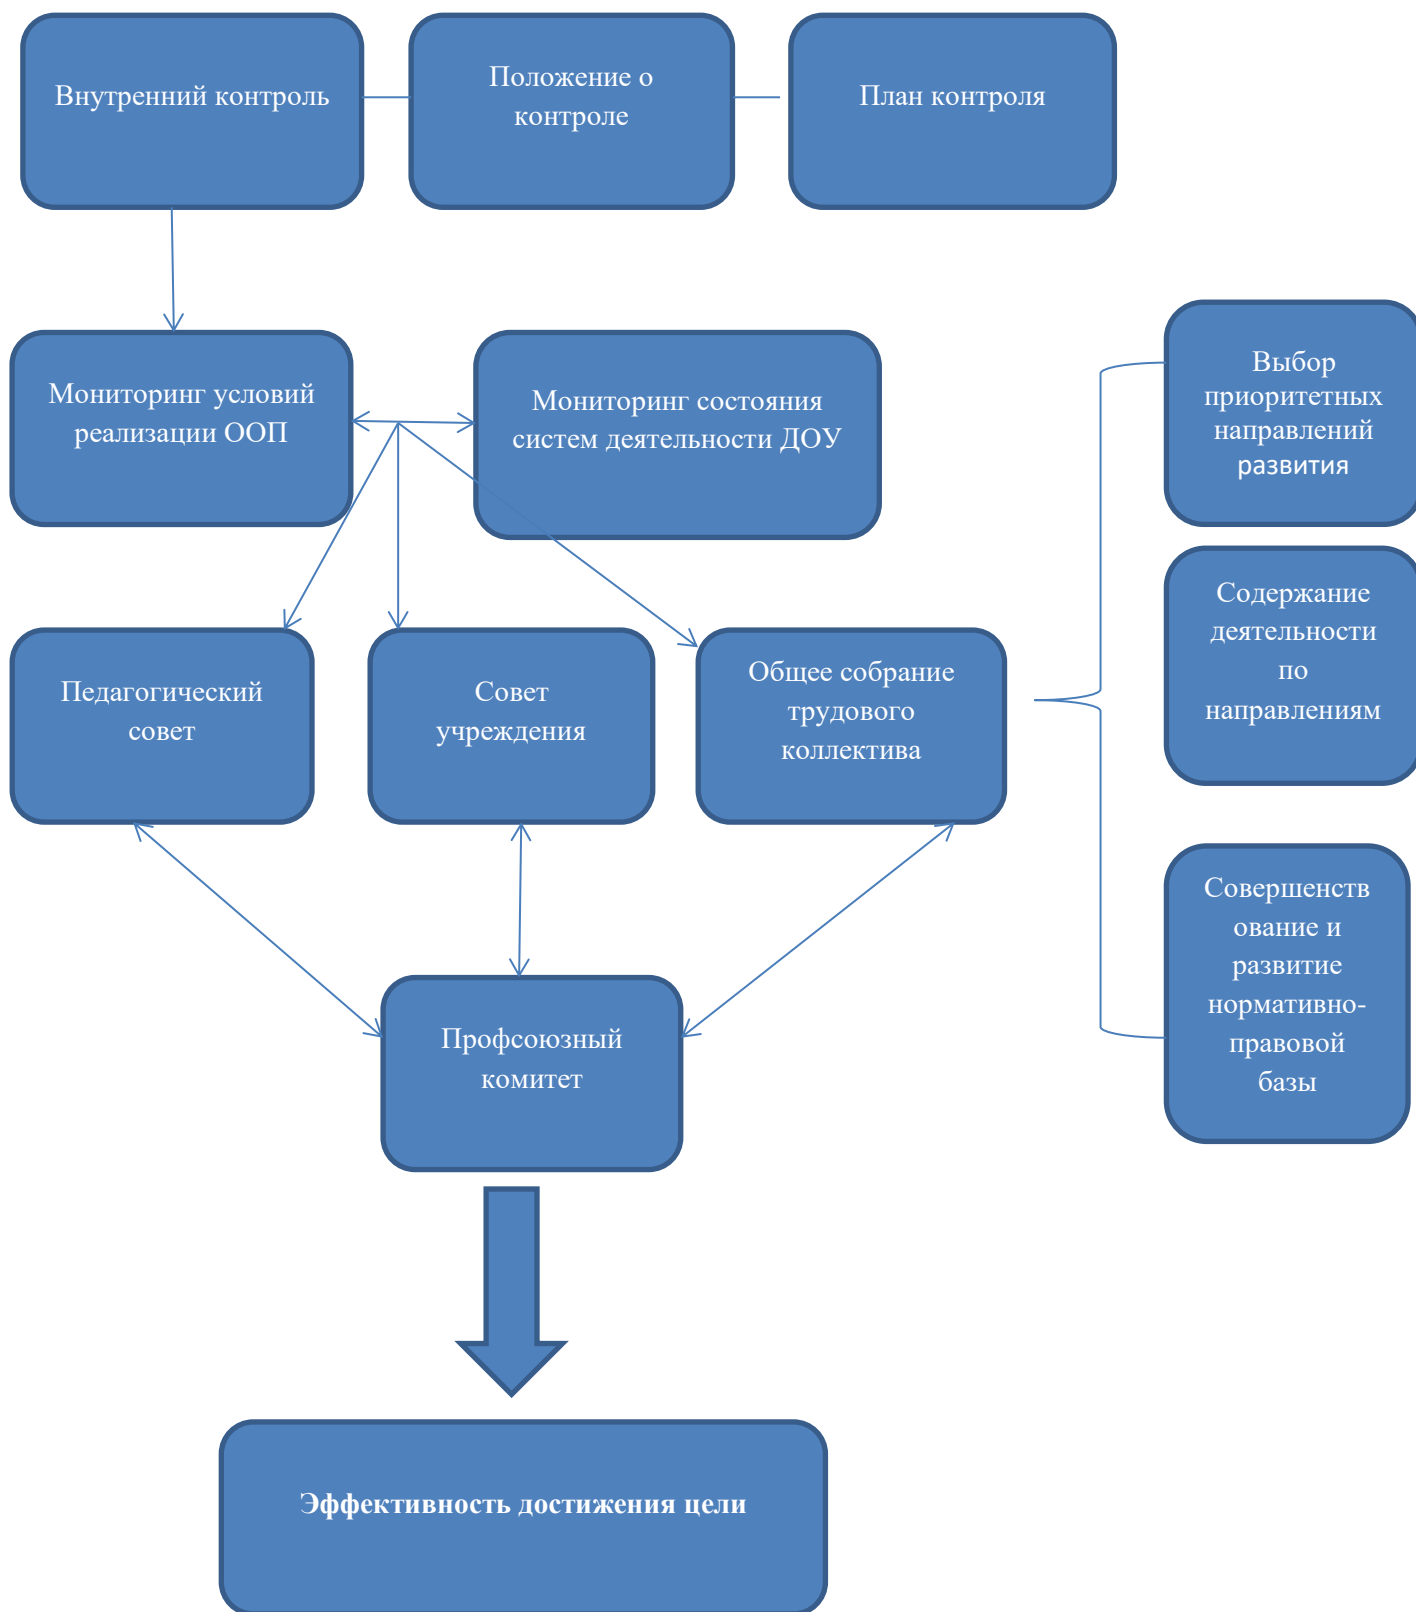 Внутренний контроль
Положение о
контроле
План контроля
Мониторинг условий
реализации ООП
Мониторинг состояния
систем деятельности ДОУ
Выбор
приоритетных
направлений
развития
Содержание
деятельности
по
направлениям
Педагогический
совет
Совет
учреждения
Общее собрание
трудового
коллектива
Совершенств
ование и
развитие
нормативно-
правовой
базы
Профсоюзный
комитет
Эффективность достижения цели